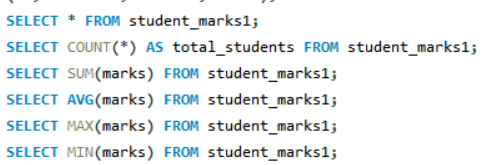 SELECT * FROM student_marks1;
SELECT COUNT(*) AS total_students FROM student_marks1;
SELECT SUM(marks) FROM student_marks1;
SELECT AVG(marks) FROM student_marks1;
SELECT MAX(marks) FROM student_marks1;
SELECT MIN(marks) FROM student_marks1;